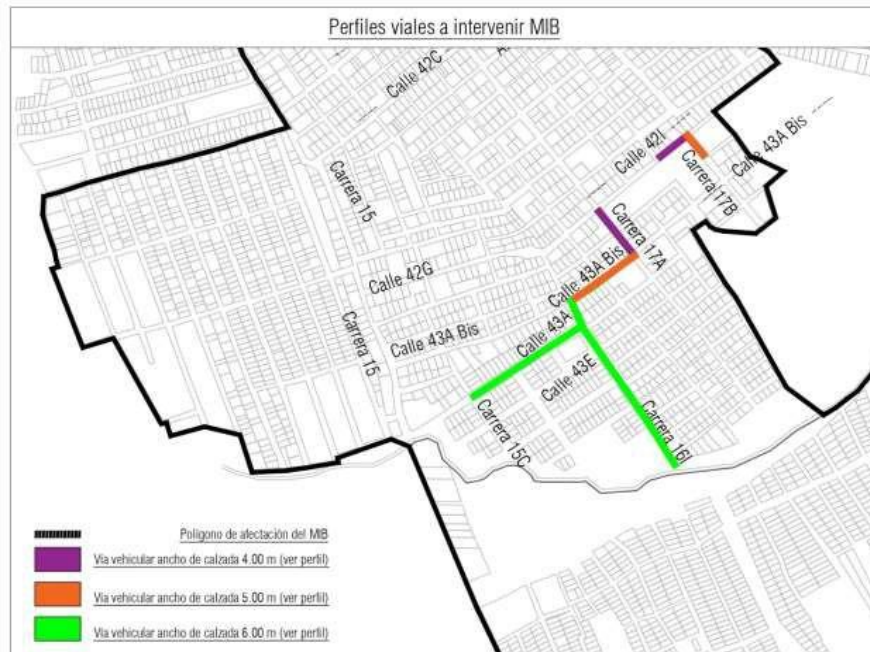 Perfiles viales a intervenir MIB
Calle 42C
Carrera 15
Calle 42I
Calle 43A Bis
Carrera 17B
Carrera 17A
Calle 42G
Calle 43A Bis
Carrera 15
Calle 43A Bis
Calle 43A
Calle 43E
Carrera 15C
Carrera 16I
Polígono de afectación del MIB
Via vehicular ancho de calzada 4.00 m (ver perfil)
Via vehicular ancho de calzada 5.00 m (ver perfil)
Via vehicular ancho de calzada 6.00 m (ver perfil)